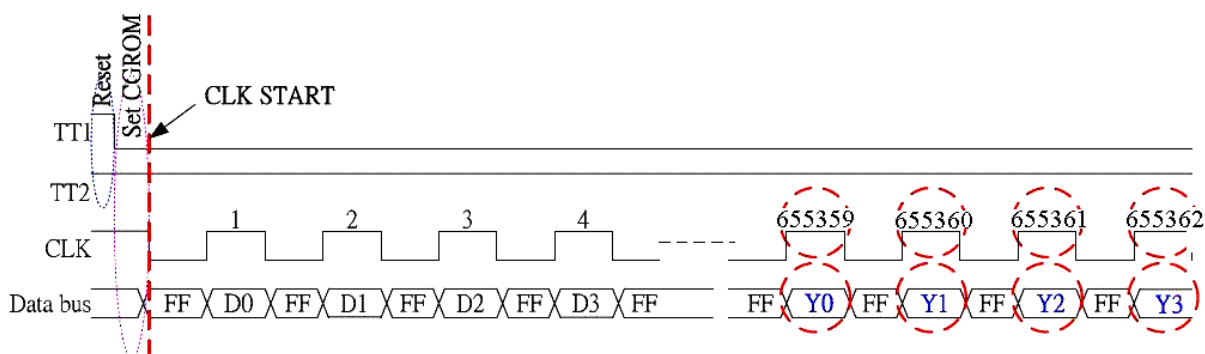 Reset
Set CGROM
CLK START
TT1
TT2
1 2 3 4 655359 655360 655361 655362
CLK
Data bus FF D0 FF D1 FF D2 FF D3 FF FF Y0 FF Y1 FF Y2 FF Y3